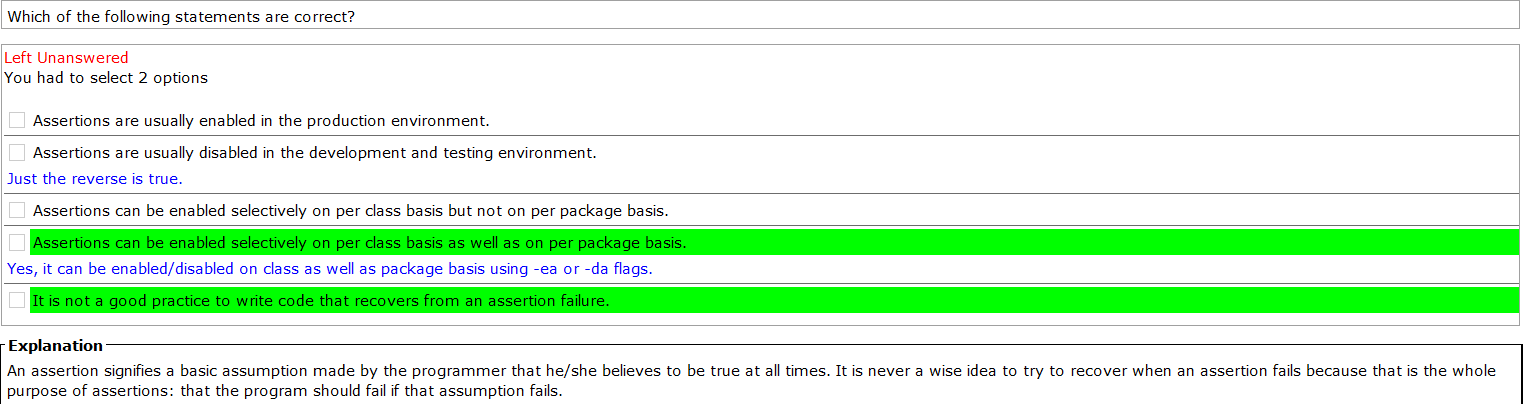 Which of the following statements are correct?
Left Unanswered
You had to select 2 options
Assertions are usually enabled in the production environment.
Assertions are usually disabled in the development and testing environment.
Just the reverse is true.
Assertions can be enabled selectively on per class basis but not on per package basis.
Assertions can be enabled selectively on per class basis as well as on per package basis.
Yes, it can be enabled/disabled on class as well as package basis using -ea or -da flags.
It is not a good practice to write code that recovers from an assertion failure.
Explanation
An assertion signifies a basic assumption made by the programmer that he/she believes to be true at all times. It is never a wise idea to try to recover when an assertion fails because that is the whole
purpose of assertions: that the program should fail if that assumption fails.